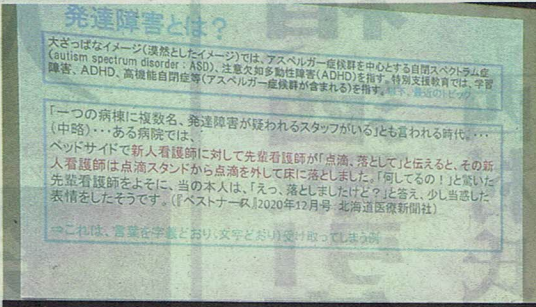 発達障害とは？
大ざっぱなイメージ（漠然としたイメージ）では、アスペルガー症候群を中心とする自閉スペクトラム症
（autism spectrum disorder：ASD）、注意欠如多動性障害（ADHD）を指す。特別支援教育では、学習
障害、ADHD、高機能自閉症等（アスペルガー症候群が含まれる）を指す。
「一つの病棟に複数名、発達障害が疑われるスタッフがいる」とも言われる時代。・・・
（中略）・・・ある病院では、
ベッドサイドで新人看護師に対して先輩看護師が「点滴、落として」と伝えると、その新
人看護師は点滴スタンドから点滴を外して床に落としました。「何してるの！」と驚いた
先輩看護師をよそに、当の本人は、「えっ、落としましたけど？」と答え、少し当惑した
表情をしたそうです。（『ベストナース』2020年12月号 北海道医療新聞社）
⇒これは、言葉を字義どおり、文字どおり受け取ってしまう例